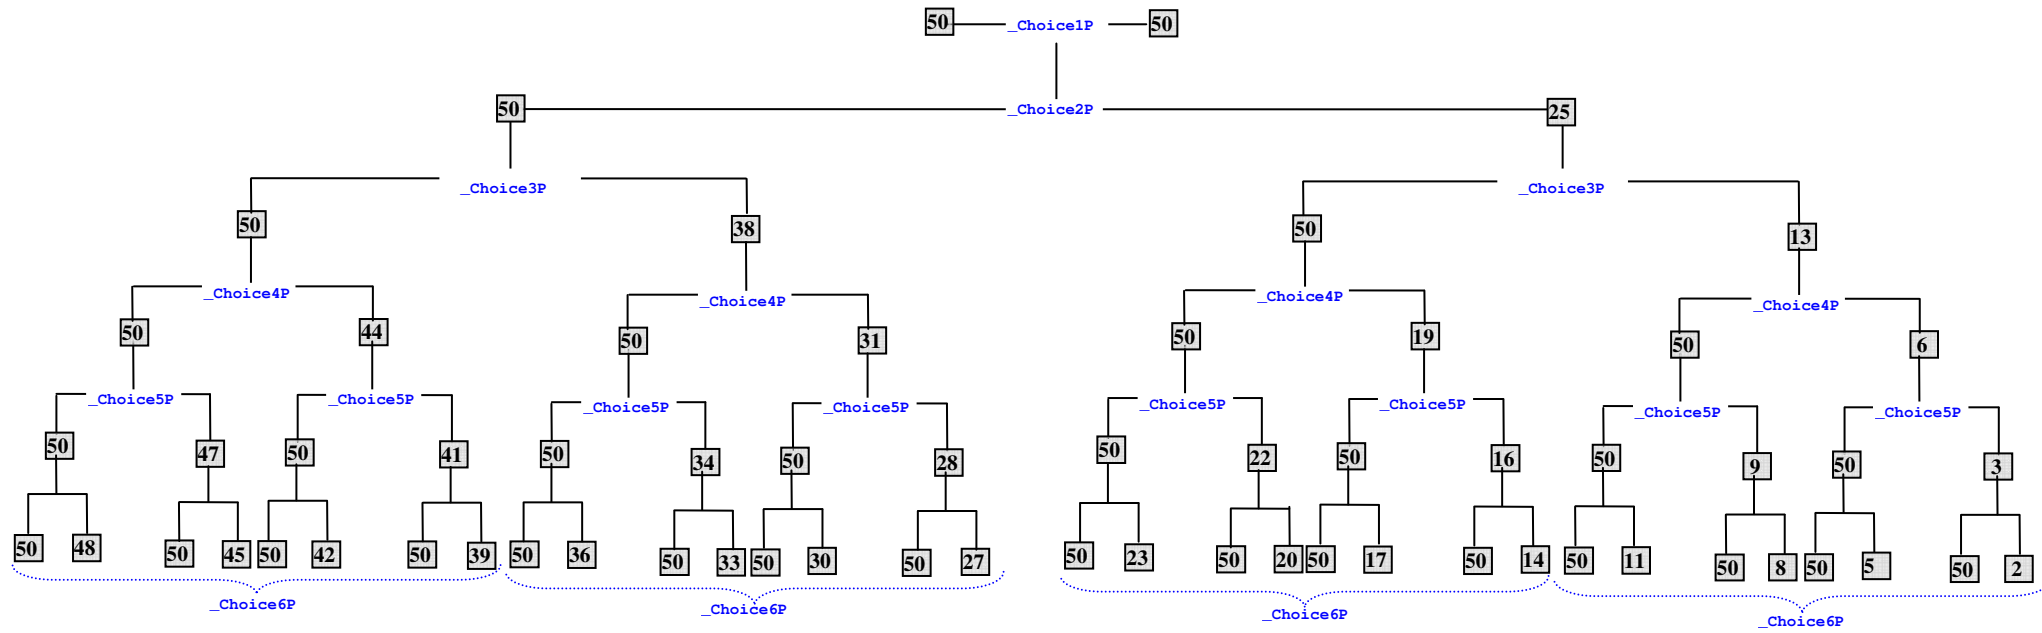 50 _Choice1P 50
50 _Choice2P 25
_Choice3P _Choice3P
50 38 50 13
_Choice4P _Choice4P _Choice4P _Choice4P
50 44 50 31 50 19 50 6
_Choice5P _Choice5P _Choice5P _Choice5P _Choice5P _Choice5P _Choice5P _Choice5P
50 47 50 41 50 34 50 28 50 22 50 16 50 9 50 3
50 48 50 45 50 42 50 39 50 36 50 33 50 30 50 27 50 23 50 20 50 17 50 14 50 11 50 8 50 5 50 2
_Choice6P _Choice6P _Choice6P _Choice6P